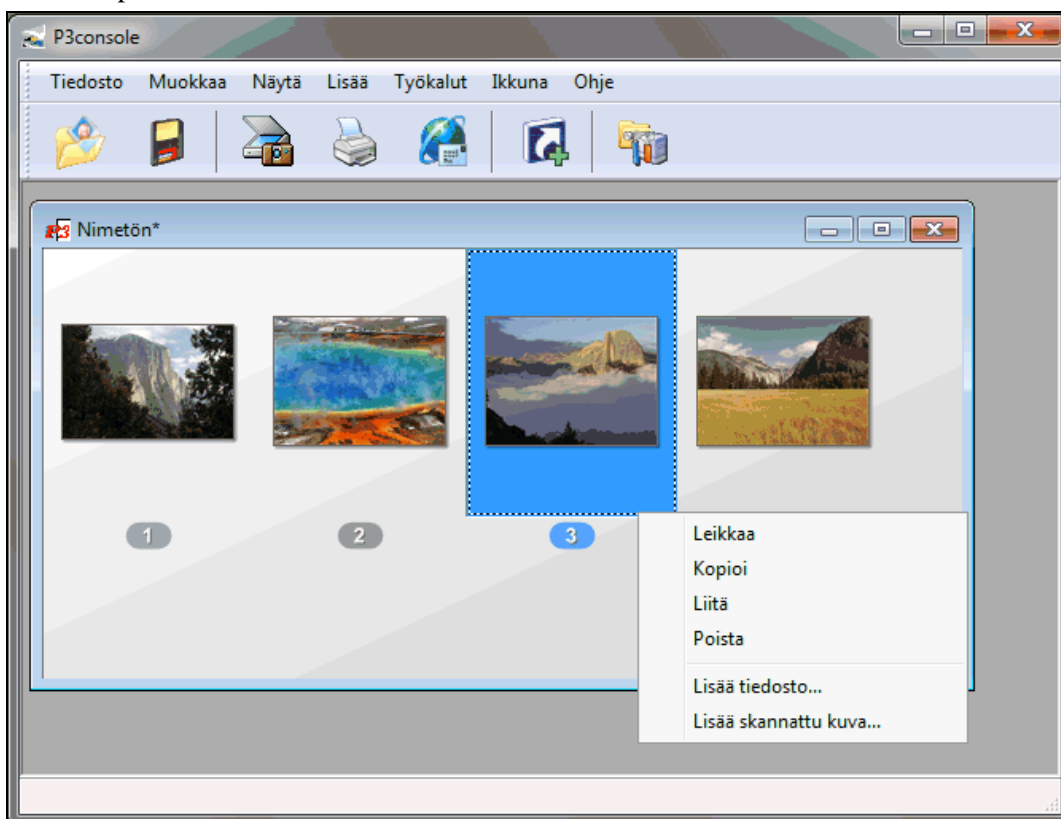 P3console
Tiedosto Muokkaa Näytä Lisää Työkalut Ikkuna Ohje
P3 Nimetön*
1 2 3
Leikkaa
Kopioi
Liitä
Poista
Lisää tiedosto...
Lisää skannattu kuva...